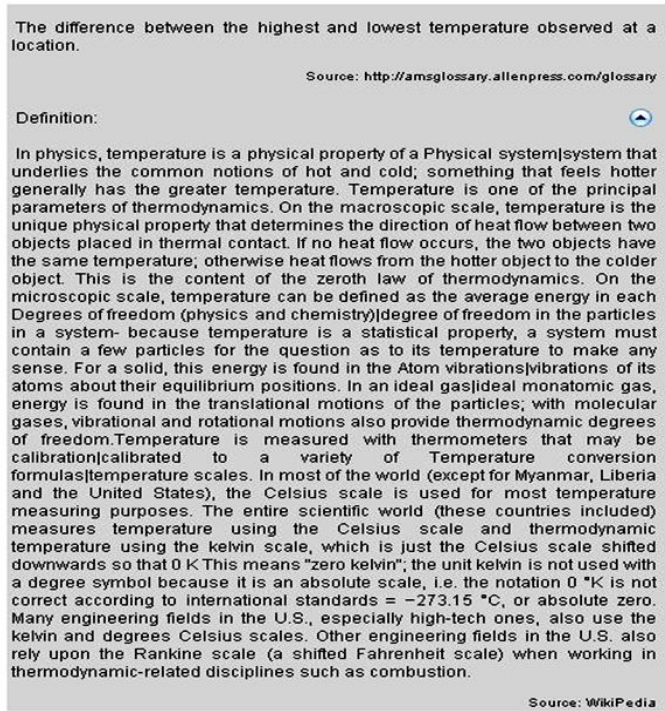 The difference between the highest and lowest temperature observed at a
location.
Source: http://amsglossary.allenpress.com/glossary
Definition:
In physics, temperature is a physical property of a Physical system|system that
underlies the common notions of hot and cold; something that feels hotter
generally has the greater temperature. Temperature is one of the principal
parameters of thermodynamics. On the macroscopic scale, temperature is the
unique physical property that determines the direction of heat flow between two
objects placed in thermal contact. If no heat flow occurs, the two objects have
the same temperature; otherwise heat flows from the hotter object to the colder
object. This is the content of the zeroth law of thermodynamics. On the
microscopic scale, temperature can be defined as the average energy in each
Degrees of freedom (physics and chemistry)|degree of freedom in the particles
in a system- because temperature is a statistical property, a system must
contain a few particles for the question as to its temperature to make any
sense. For a solid, this energy is found in the Atom vibrations|vibrations of its
atoms about their equilibrium positions. In an ideal gas|ideal monatomic gas,
energy is found in the translational motions of the particles; with molecular
gases, vibrational and rotational motions also provide thermodynamic degrees
of freedom.Temperature is measured with thermometers that may be
calibration|calibrated to a variety of Temperature conversion
formulas|temperature scales. In most of the world (except for Myanmar, Liberia
and the United States), the Celsius scale is used for most temperature
measuring purposes. The entire scientific world (these countries included)
measures temperature using the Celsius scale and thermodynamic
temperature using the kelvin scale, which is just the Celsius scale shifted
downwards so that 0 K This means "zero kelvin"; the unit kelvin is not used with
a degree symbol because it is an absolute scale, i.e. the notation 0 °K is not
correct according to international standards = −273.15 °C, or absolute zero.
Many engineering fields in the U.S., especially high-tech ones, also use the
kelvin and degrees Celsius scales. Other engineering fields in the U.S. also
rely upon the Rankine scale (a shifted Fahrenheit scale) when working in
thermodynamic-related disciplines such as combustion.
Source: WikiPedia